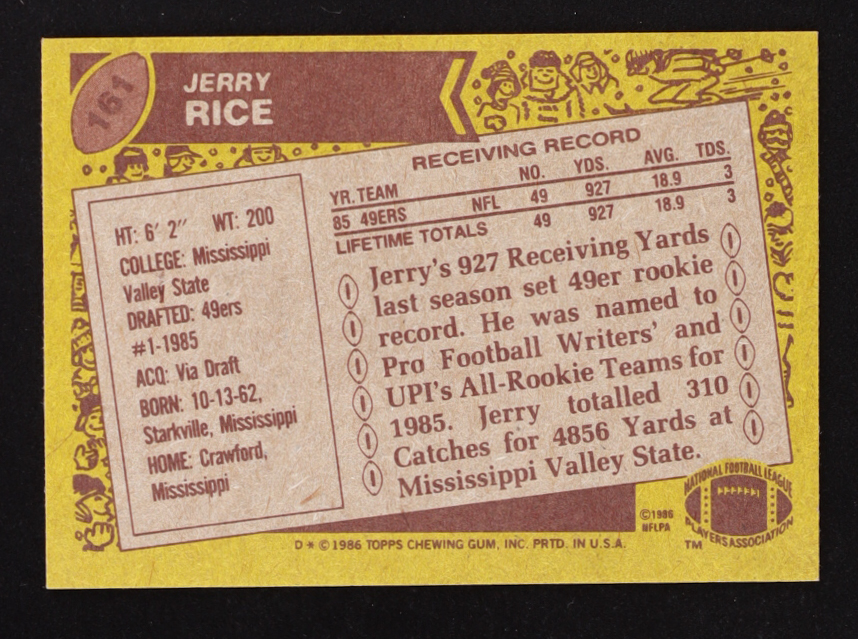 161
JERRY
RICE
RECEIVING RECORD
YR. TEAM NO. YDS. AVG. TDS.
85 49ERS NFL 49 927 18.9 3
LIFETIME TOTALS 49 927 18.9 3
HT: 6' 2" WT: 200
COLLEGE: Mississippi
Valley State
DRAFTED: 49ers
#1-1985
ACQ: Via Draft
BORN: 10-13-62,
Starkville, Mississippi
HOME: Crawford,
Mississippi
Jerry's 927 Receiving Yards
last season set 49er rookie
record. He was named to
Pro Football Writers' and
UPI's All-Rookie Teams for
1985. Jerry totalled 310
Catches for 4856 Yards at
Mississippi Valley State.
©1986
NFLPA
NATIONAL FOOTBALL LEAGUE
PLAYERS ASSOCIATION
TM
D * © 1986 TOPPS CHEWING GUM, INC. PRTD. IN U.S.A.